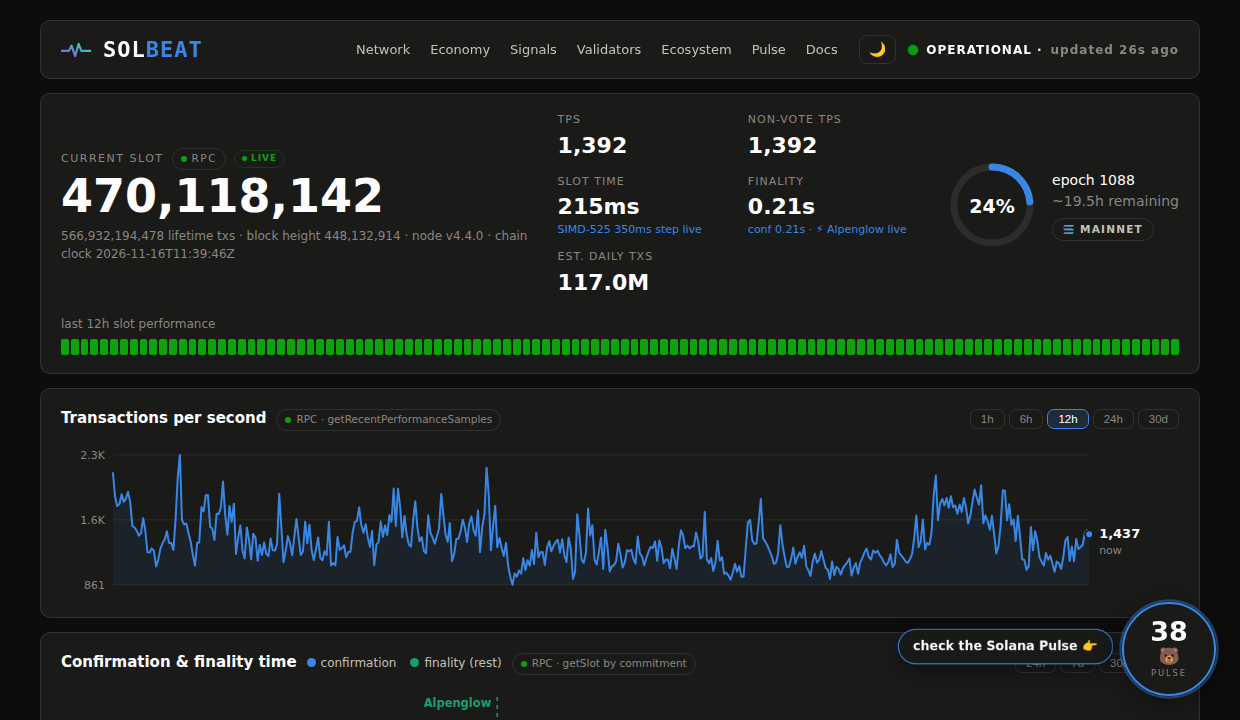 SOLBEAT
Network Economy Signals Validators Ecosystem Pulse Docs
OPERATIONAL · updated 26s ago
CURRENT SLOT RPC LIVE
470,118,142
566,932,194,478 lifetime txs · block height 448,132,914 · node v4.4.0 · chain
clock 2026-11-16T11:39:46Z
TPS
1,392
NON-VOTE TPS
1,392
SLOT TIME
215ms
SIMD-525 350ms step live
FINALITY
0.21s
conf 0.21s · ⚡ Alpenglow live
EST. DAILY TXS
117.0M
24%
epoch 1088
~19.5h remaining
MAINNET
last 12h slot performance
Transactions per second RPC · getRecentPerformanceSamples
1h 6h 12h 24h 30d
2.3K
1.6K
861
1,437
now
Confirmation & finality time confirmation finality (rest) RPC · getSlot by commitment
check the Solana Pulse 👉
38
PULSE
Alpenglow